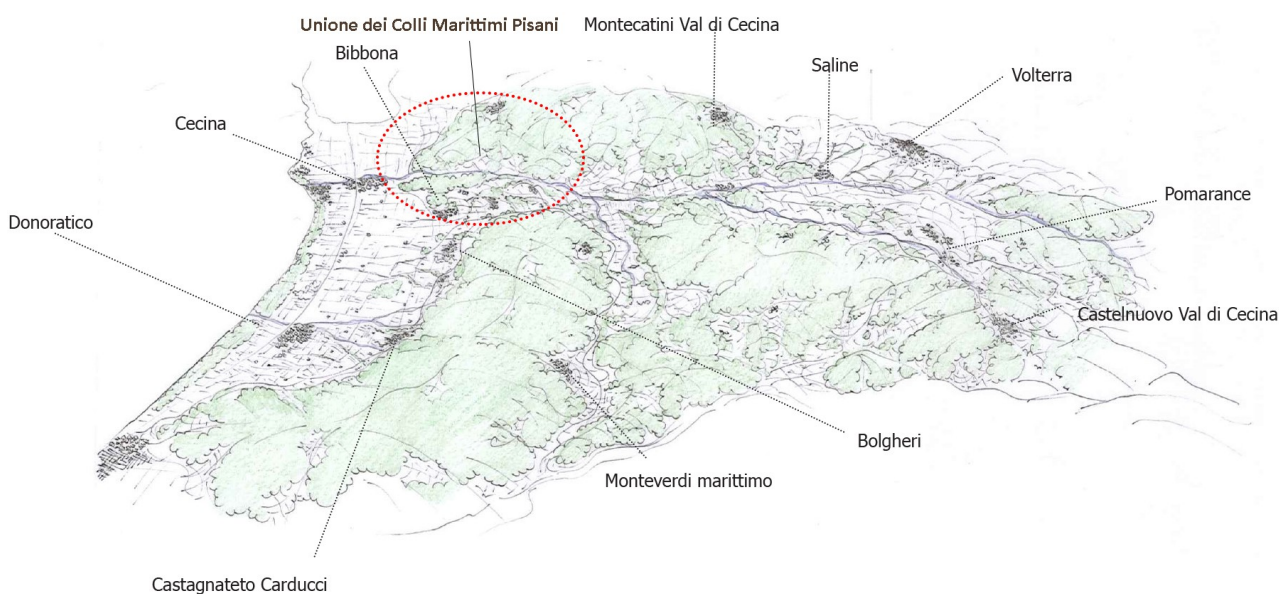 Unione dei Colli Marittimi Pisani
Montecatini Val di Cecina
Bibbona
Saline
Volterra
Cecina
Pomarance
Donoratico
Castelnuovo Val di Cecina
Bolgheri
Monteverdi marittimo
Castagnateto Carducci